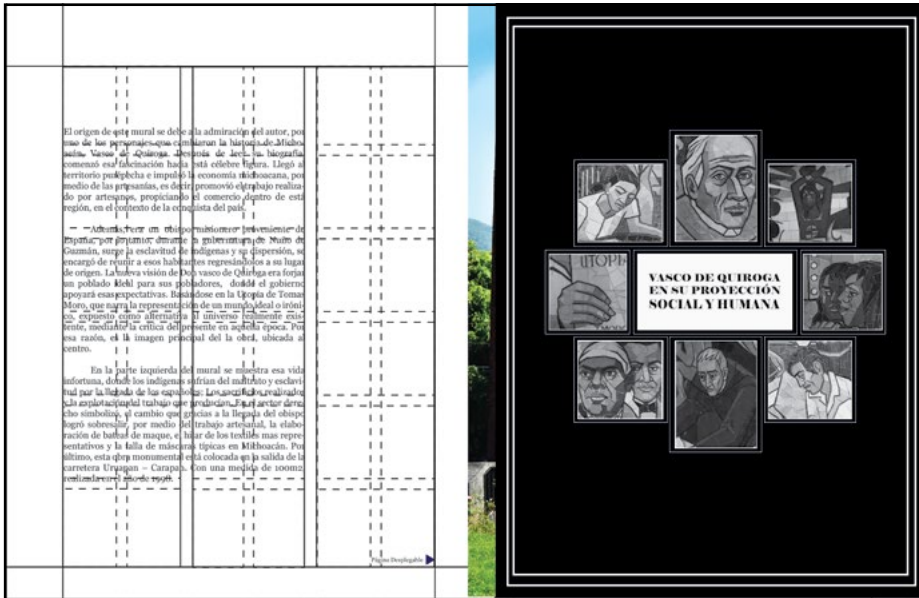 El origen de este mural se debe a la admiración del autor, por
uno de los personajes que cambiaron la historia de Micho-
acán, Vasco de Quiroga. Después de leer su biografía
comenzó esa fascinación hacia está célebre figura. Llegó al
territorio purépecha e impulsó la economía michoacana, por
medio de las artesanías, es decir, promovió el trabajo realiza-
do por artesanos, propiciando el comercio dentro de esta
región, en el contexto de la conquista del país.
Además, era un obispo misionero proveniente de
España, por lo tanto, durante la gubernatura de Nuño de
Guzmán, surge la esclavitud de indígenas y su dispersión, se
encargó de reunir a esos habitantes regresándolos a su lugar
de origen. La nueva visión de Don vasco de Quiroga era forjar
un poblado ideal para sus pobladores, donde el gobierno
apoyará esas expectativas. Basándose en la Utopía de Tomas
Moro, que narra la representación de un mundo ideal o iróni-
co, expuesto como alternativa al universo realmente exis-
tente, mediante la crítica del presente en aquella época. Por
esa razón, es la imagen principal del la obra, ubicada al
centro.
En la parte izquierda del mural se muestra esa vida
infortuna, donde los indígenas sufrían del maltrato y esclavi-
tud por la llegada de los españoles; Los sacrificios realizados
y la explotación del trabajo que producían. En el sector dere-
cho simbolizó, el cambio que gracias a la llegada del obispo
logró sobresalir, por medio del trabajo artesanal, la elabo-
ración de bateas de maque, el hilar de los textiles mas repre-
sentativos y la talla de máscaras típicas en Michoacán. Por
último, esta obra monumental está colocada en la salida de la
carretera Uruapan – Carapan. Con una medida de 100m2,
realizada en el año de 1998.
Página Desplegable
UTOPI
MORO
VASCO DE QUIROGA
EN SU PROYECCIÓN
SOCIAL Y HUMANA